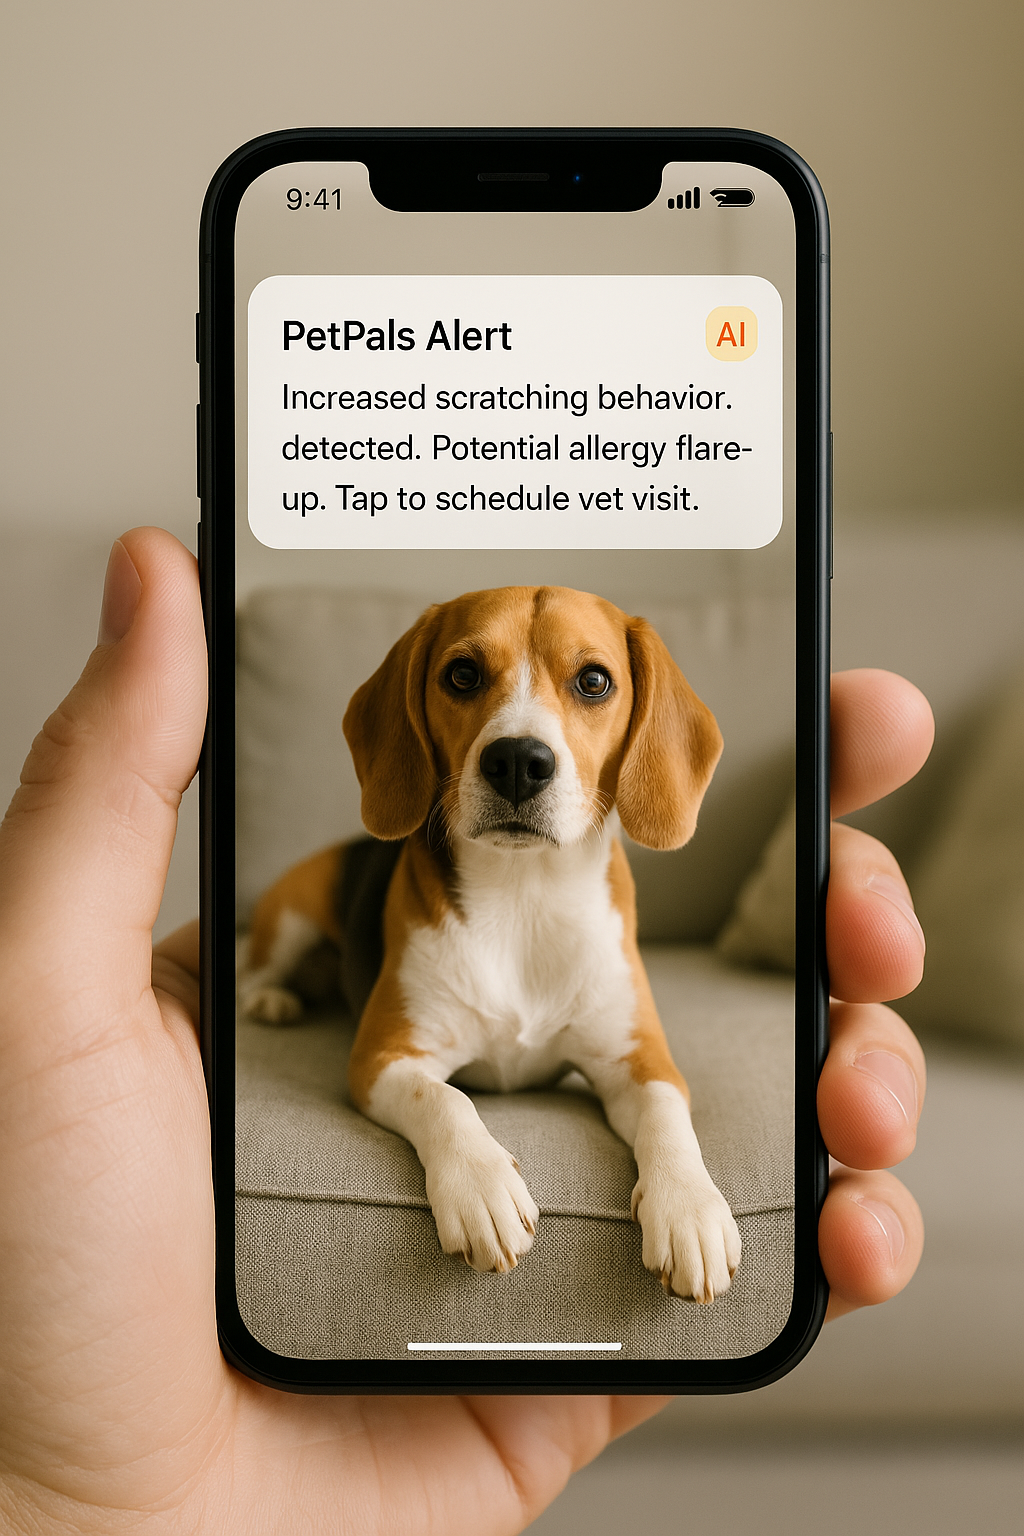 9:41
PetPals Alert
AI
Increased scratching behavior.
detected. Potential allergy flare-
up. Tap to schedule vet visit.